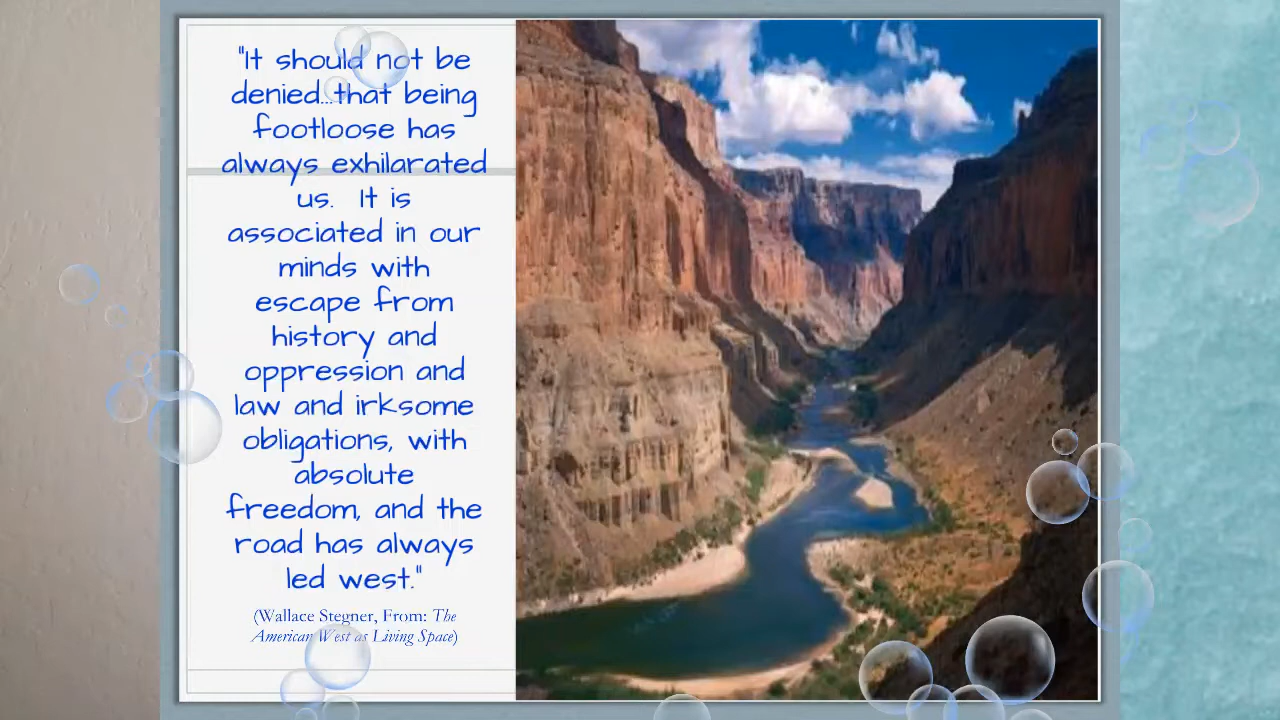 "It should not be
denied...that being
footloose has
always exhilarated
us.  It is
associated in our
minds with
escape from
history and
oppression and
law and irksome
obligations, with
absolute
freedom, and the
road has always
led west."
(Wallace Stegner, From: The
American West as Living Space)